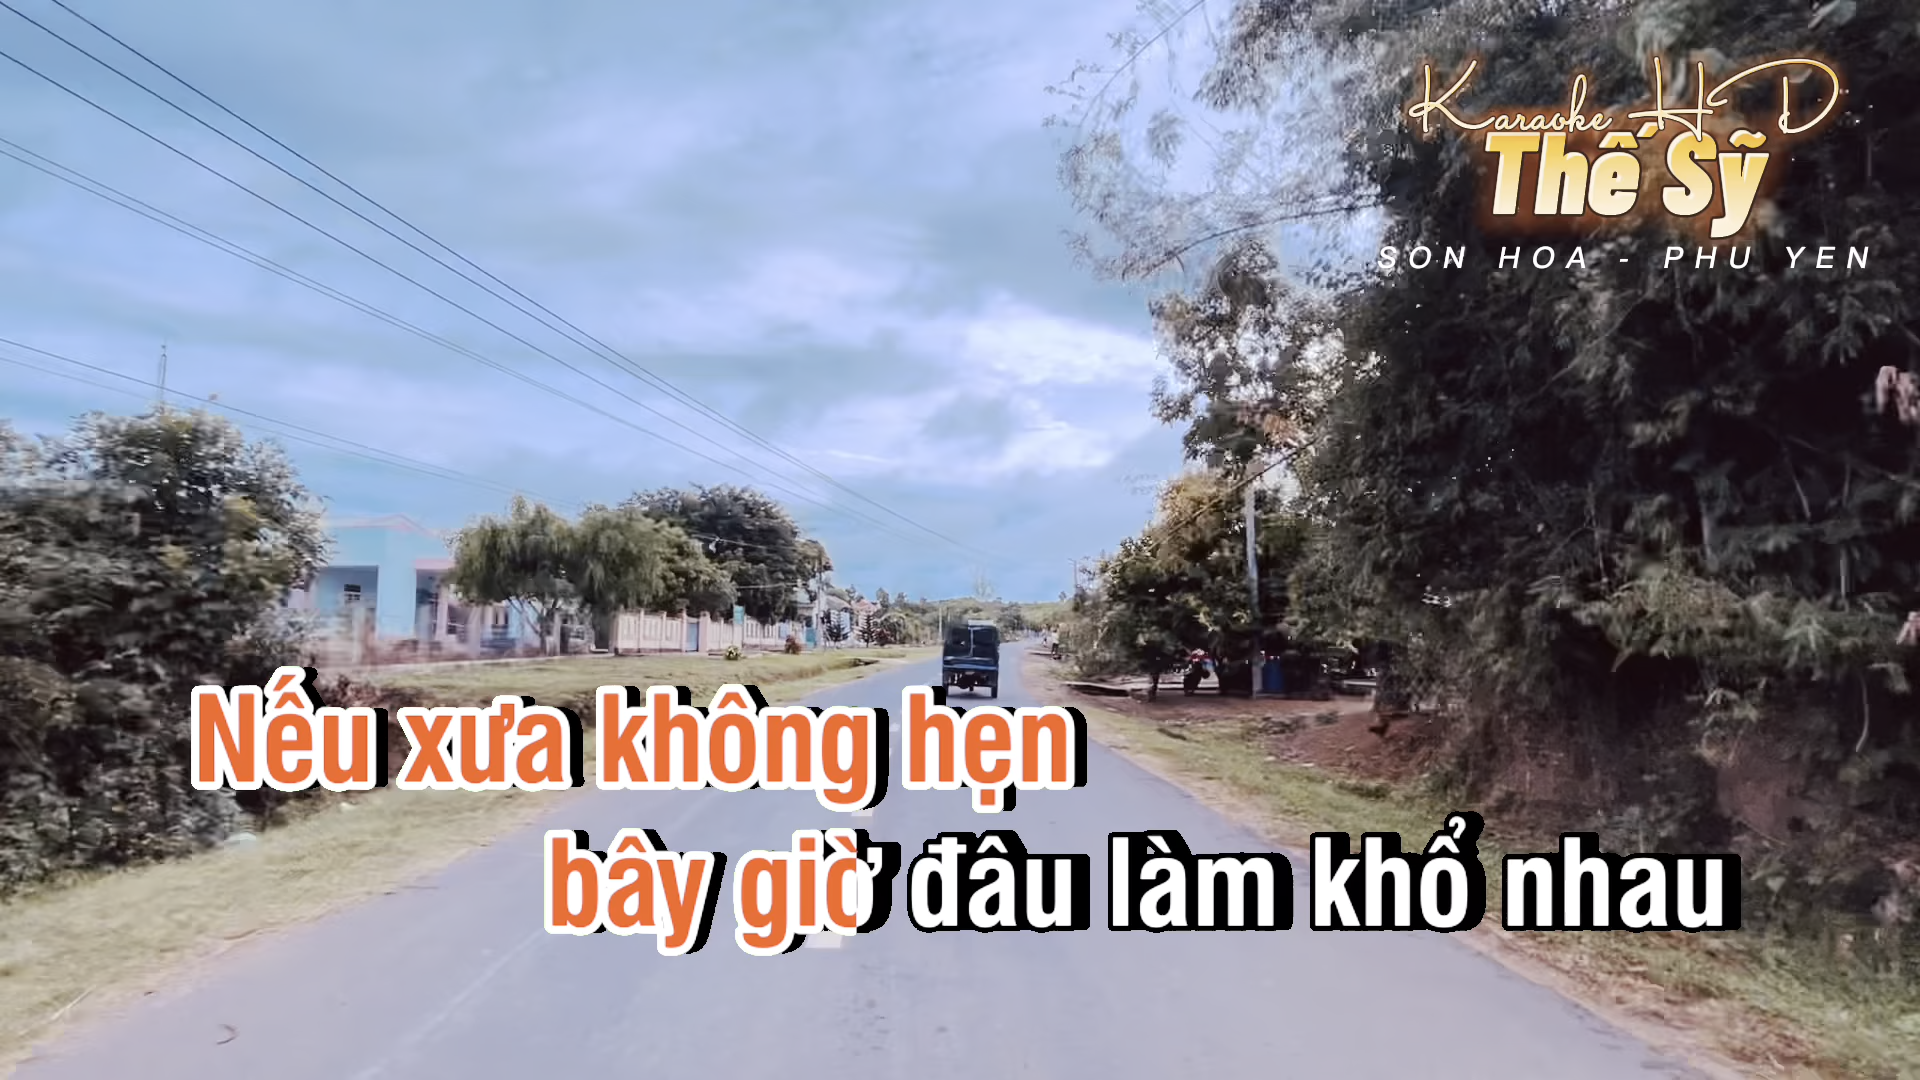 Karaoke HD
Thế Sỹ
SON HOA - PHU YEN
Nếu xưa không hẹn
bây giờ đâu làm khổ nhau